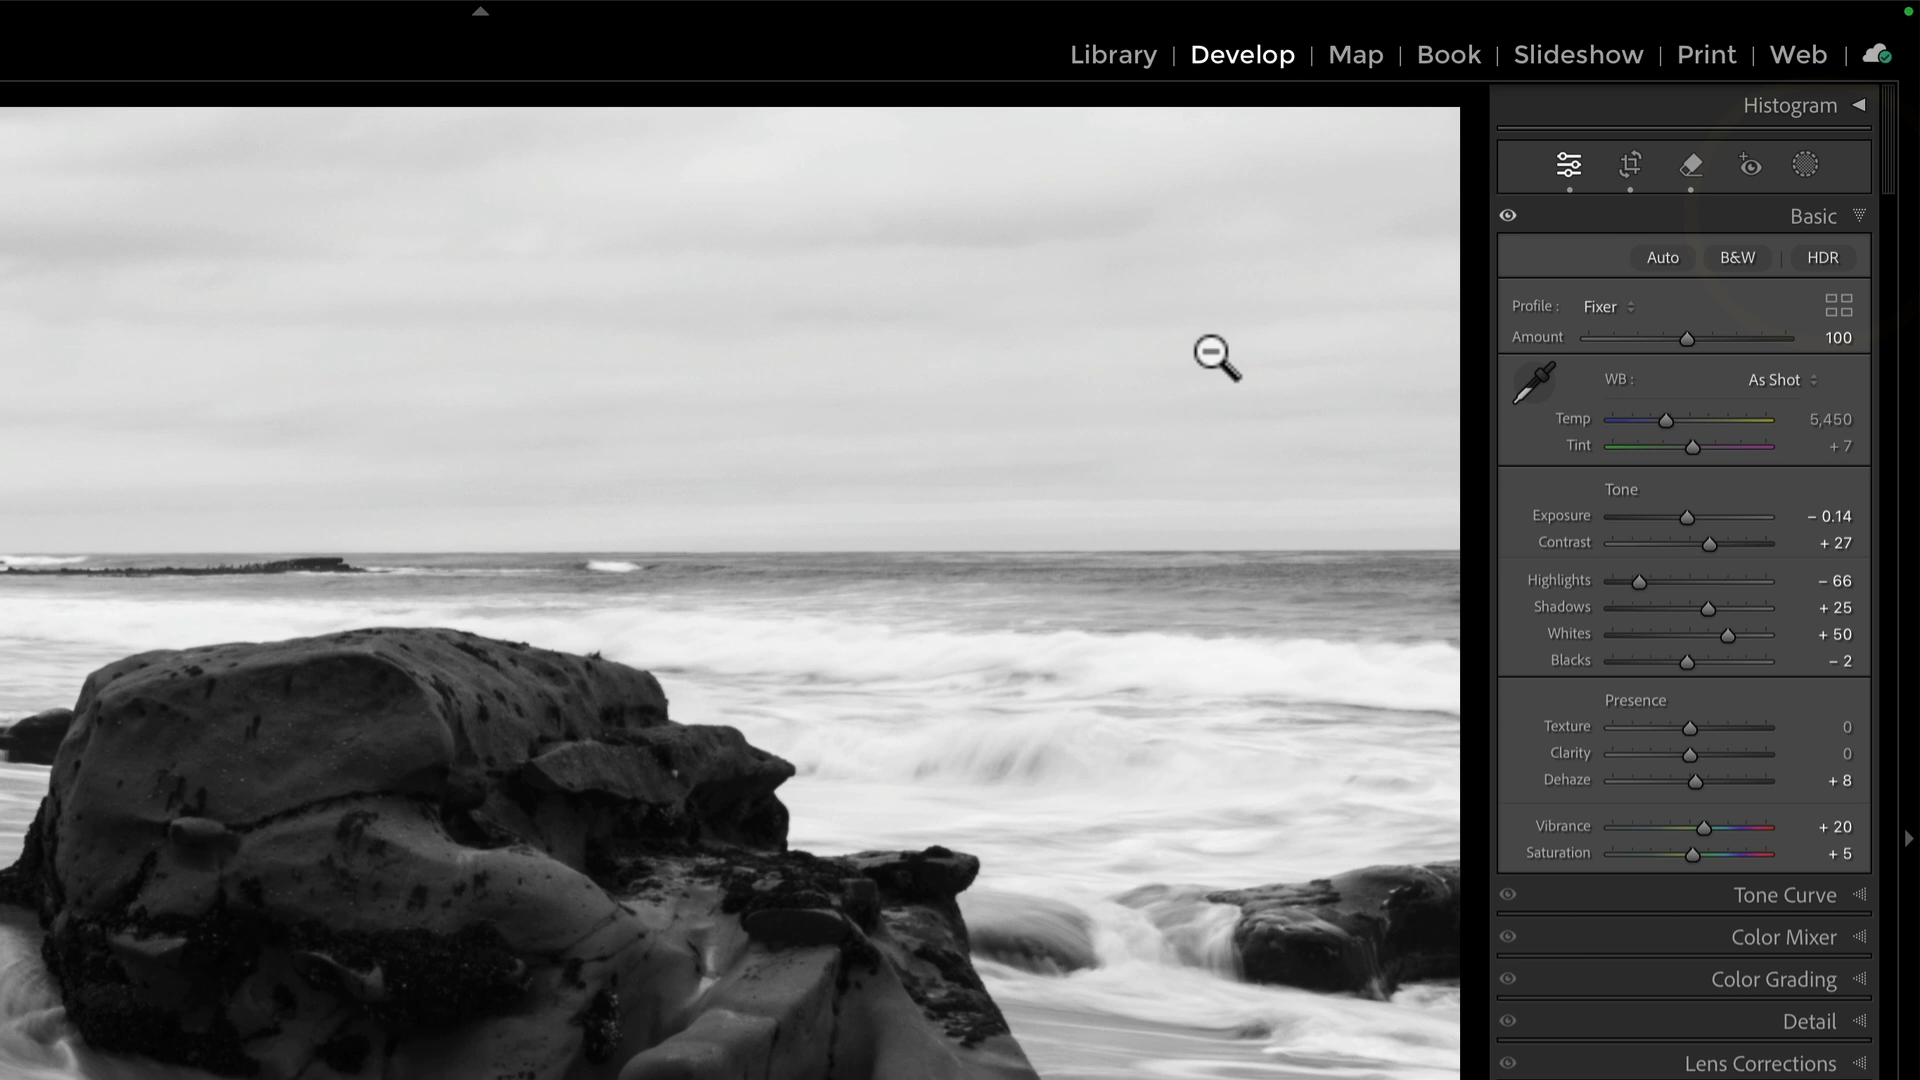 Library | Develop | Map | Book | Slideshow | Print | Web |
Histogram
Basic
Auto B&W | HDR
Profile : Fixer
Amount 100
WB : As Shot
Temp 5,450
Tint + 7
Tone
Exposure − 0.14
Contrast + 27
Highlights − 66
Shadows + 25
Whites + 50
Blacks − 2
Presence
Texture 0
Clarity 0
Dehaze + 8
Vibrance + 20
Saturation + 5
Tone Curve
Color Mixer
Color Grading
Detail
Lens Corrections